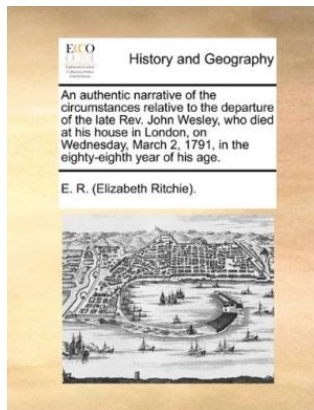 ECCO
History and Geography
An authentic narrative of the
circumstances relative to the departure
of the late Rev. John Wesley, who died
at his house in London, on
Wednesday, March 2, 1791, in the
eighty-eighth year of his age.
E. R. (Elizabeth Ritchie).